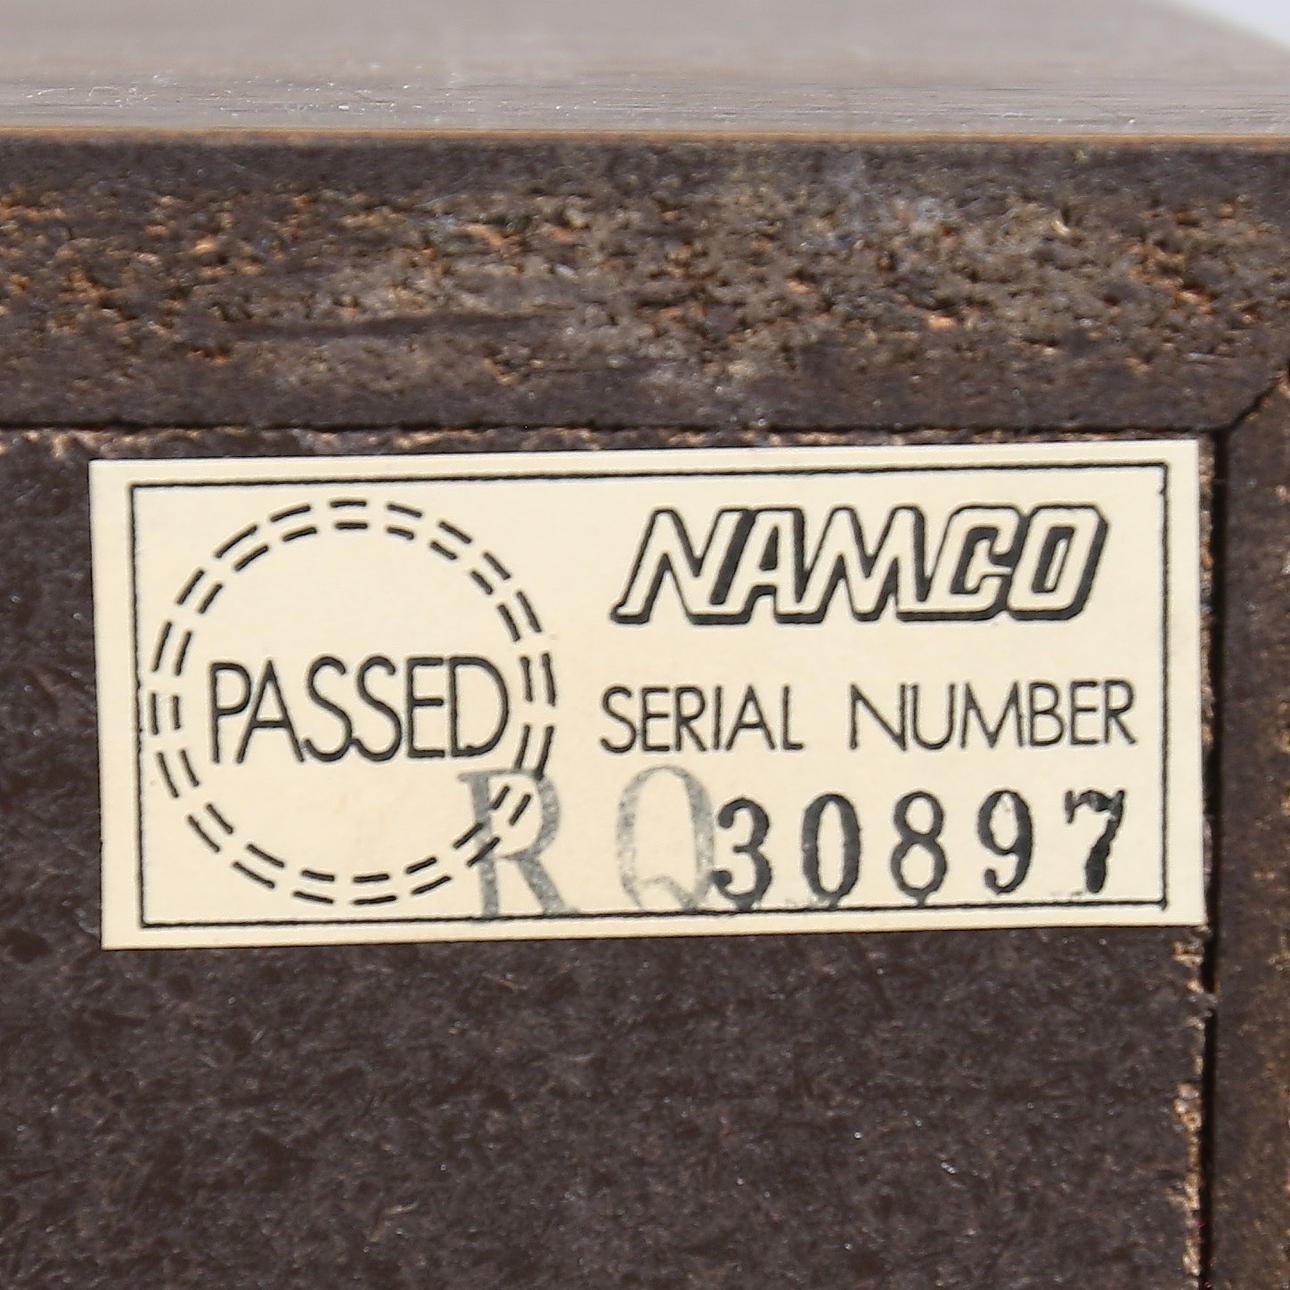 NAMCO
PASSED
SERIAL NUMBER
RQ30897